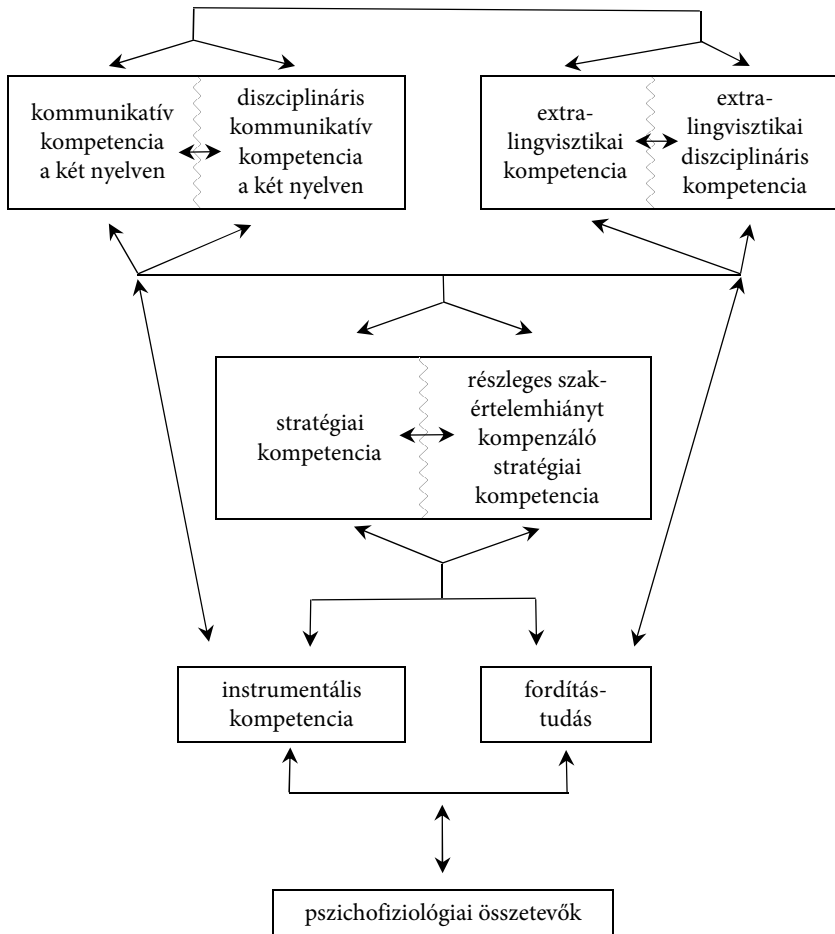 kommunikatív
kompetencia
a két nyelven
diszciplináris
kommunikatív
kompetencia
a két nyelven
extra-
lingvisztikai
kompetencia
extra-
lingvisztikai
diszciplináris
kompetencia
stratégiai
kompetencia
részleges szak-
értelemhiányt
kompenzáló
stratégiai
kompetencia
instrumentális
kompetencia
fordítás-
tudás
pszichofiziológiai összetevők